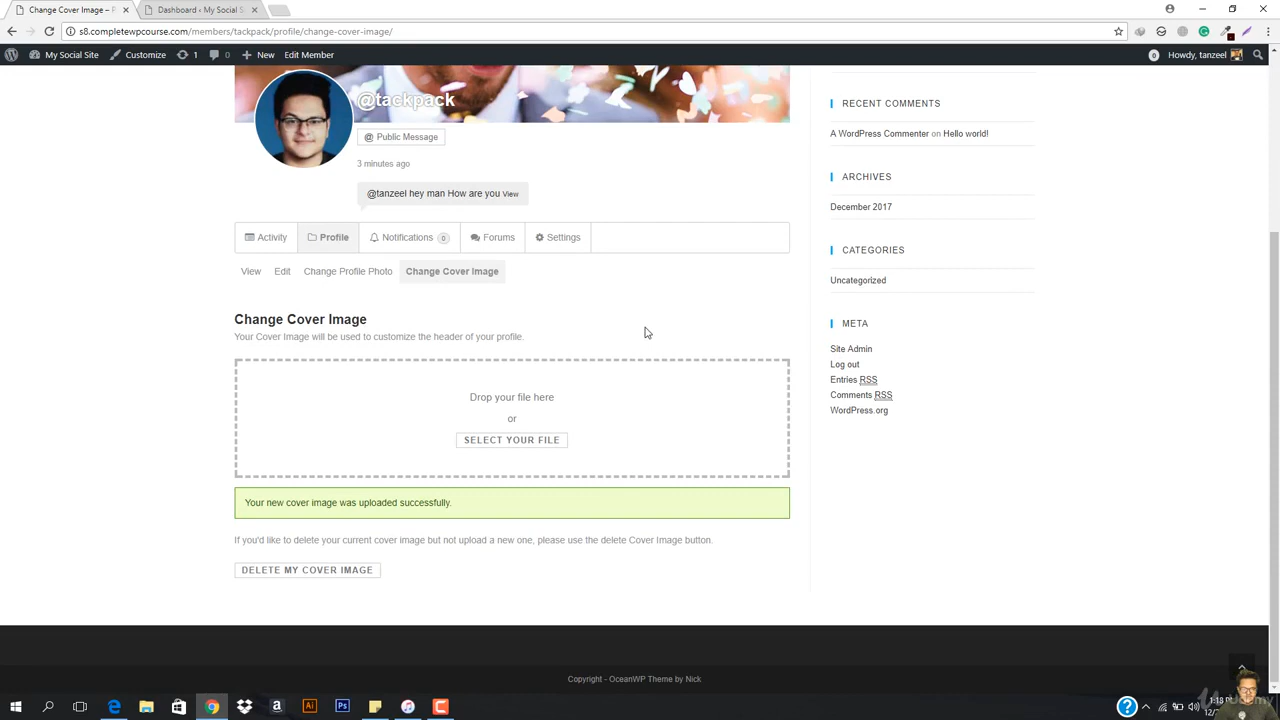 Change Cover Image – P
Dashboard ‹ My Social S
s8.completewpcourse.com/members/tackpack/profile/change-cover-image/
My Social Site
Customize
1
New
Edit Member
0
Howdy, tanzeel
@tackpack
@ Public Message
3 minutes ago
@tanzeel hey man How are you View
Activity
Profile
Notifications 0
Forums
Settings
View
Edit
Change Profile Photo
Change Cover Image
Change Cover Image
Your Cover Image will be used to customize the header of your profile.
Drop your file here
or
SELECT YOUR FILE
Your new cover image was uploaded successfully.
If you'd like to delete your current cover image but not upload a new one, please use the delete Cover Image button.
DELETE MY COVER IMAGE
RECENT COMMENTS
A WordPress Commenter on Hello world!
ARCHIVES
December 2017
CATEGORIES
Uncategorized
META
Site Admin
Log out
Entries RSS
Comments RSS
WordPress.org
Copyright - OceanWP Theme by Nick
Ai
Ps